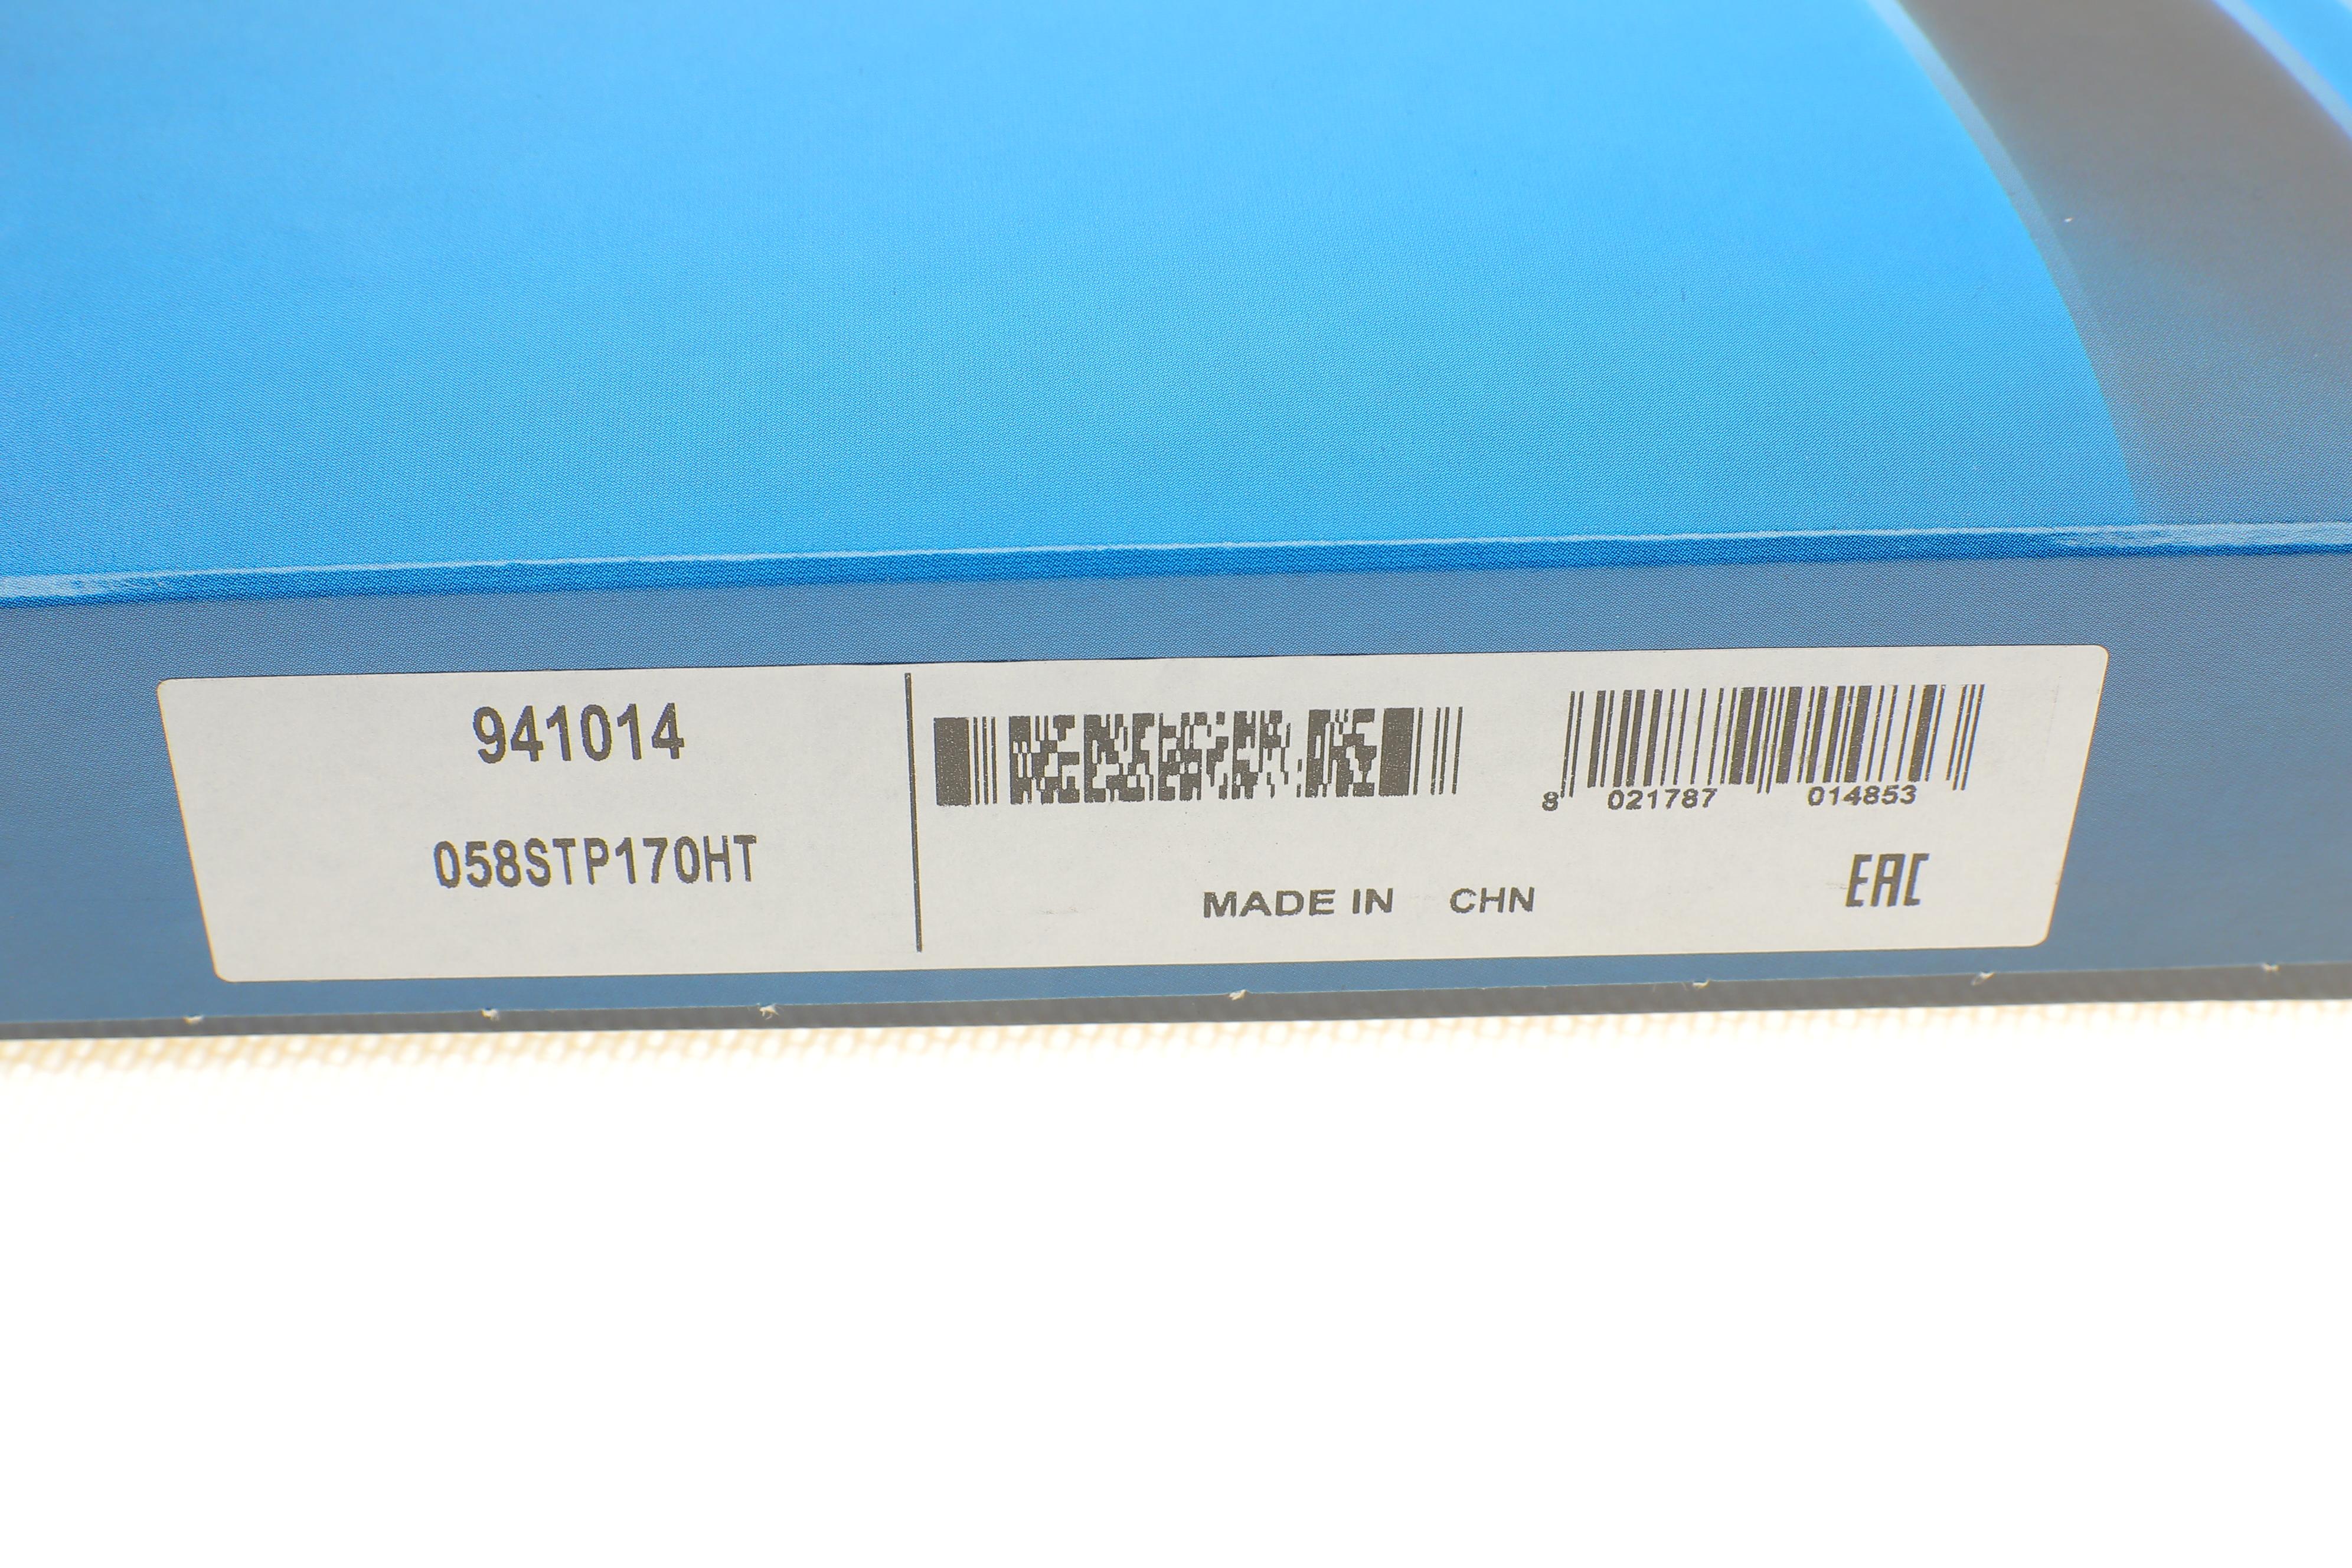 941014
058STP170HT
8 021787 014853
MADE IN CHN
EAC